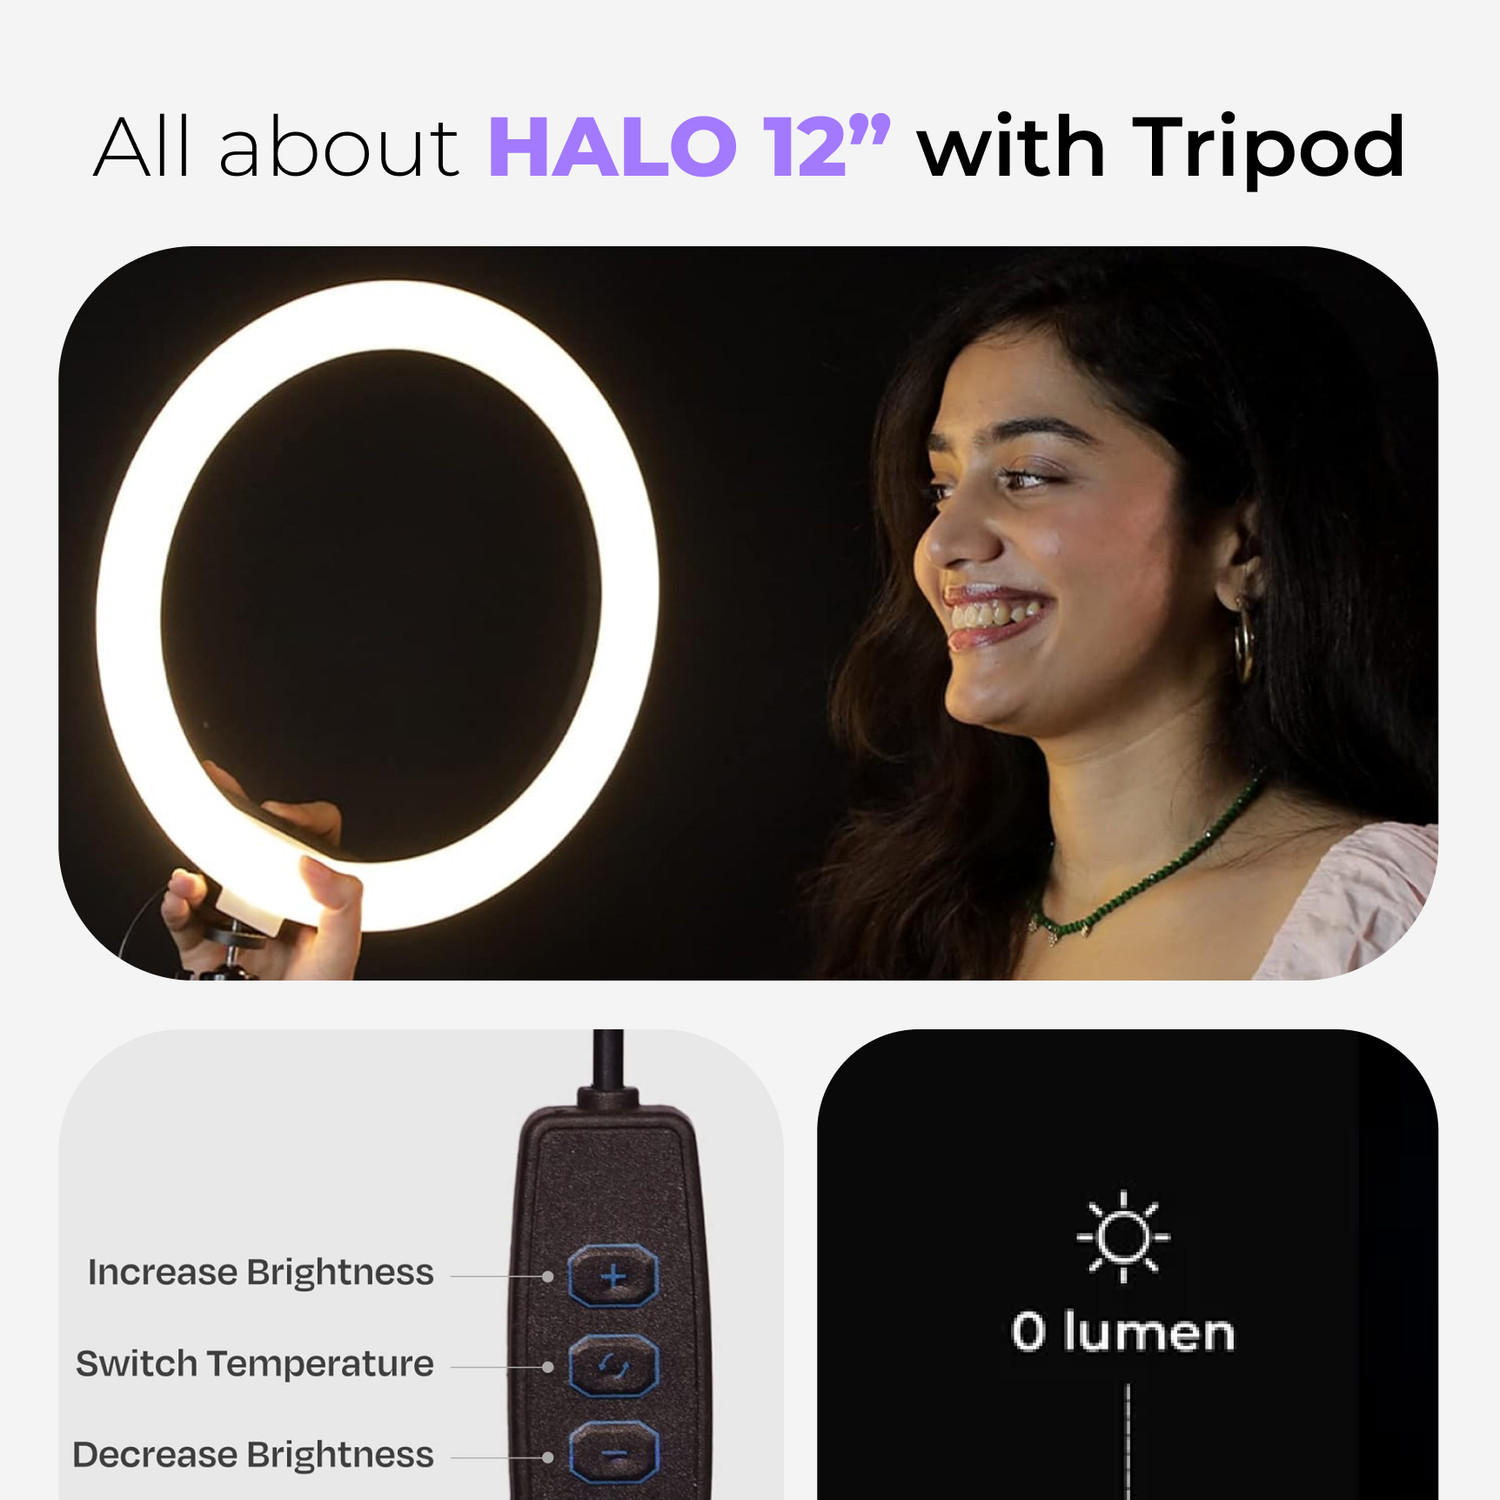 All about HALO 12” with Tripod
Increase Brightness
Switch Temperature
Decrease Brightness
0 lumen